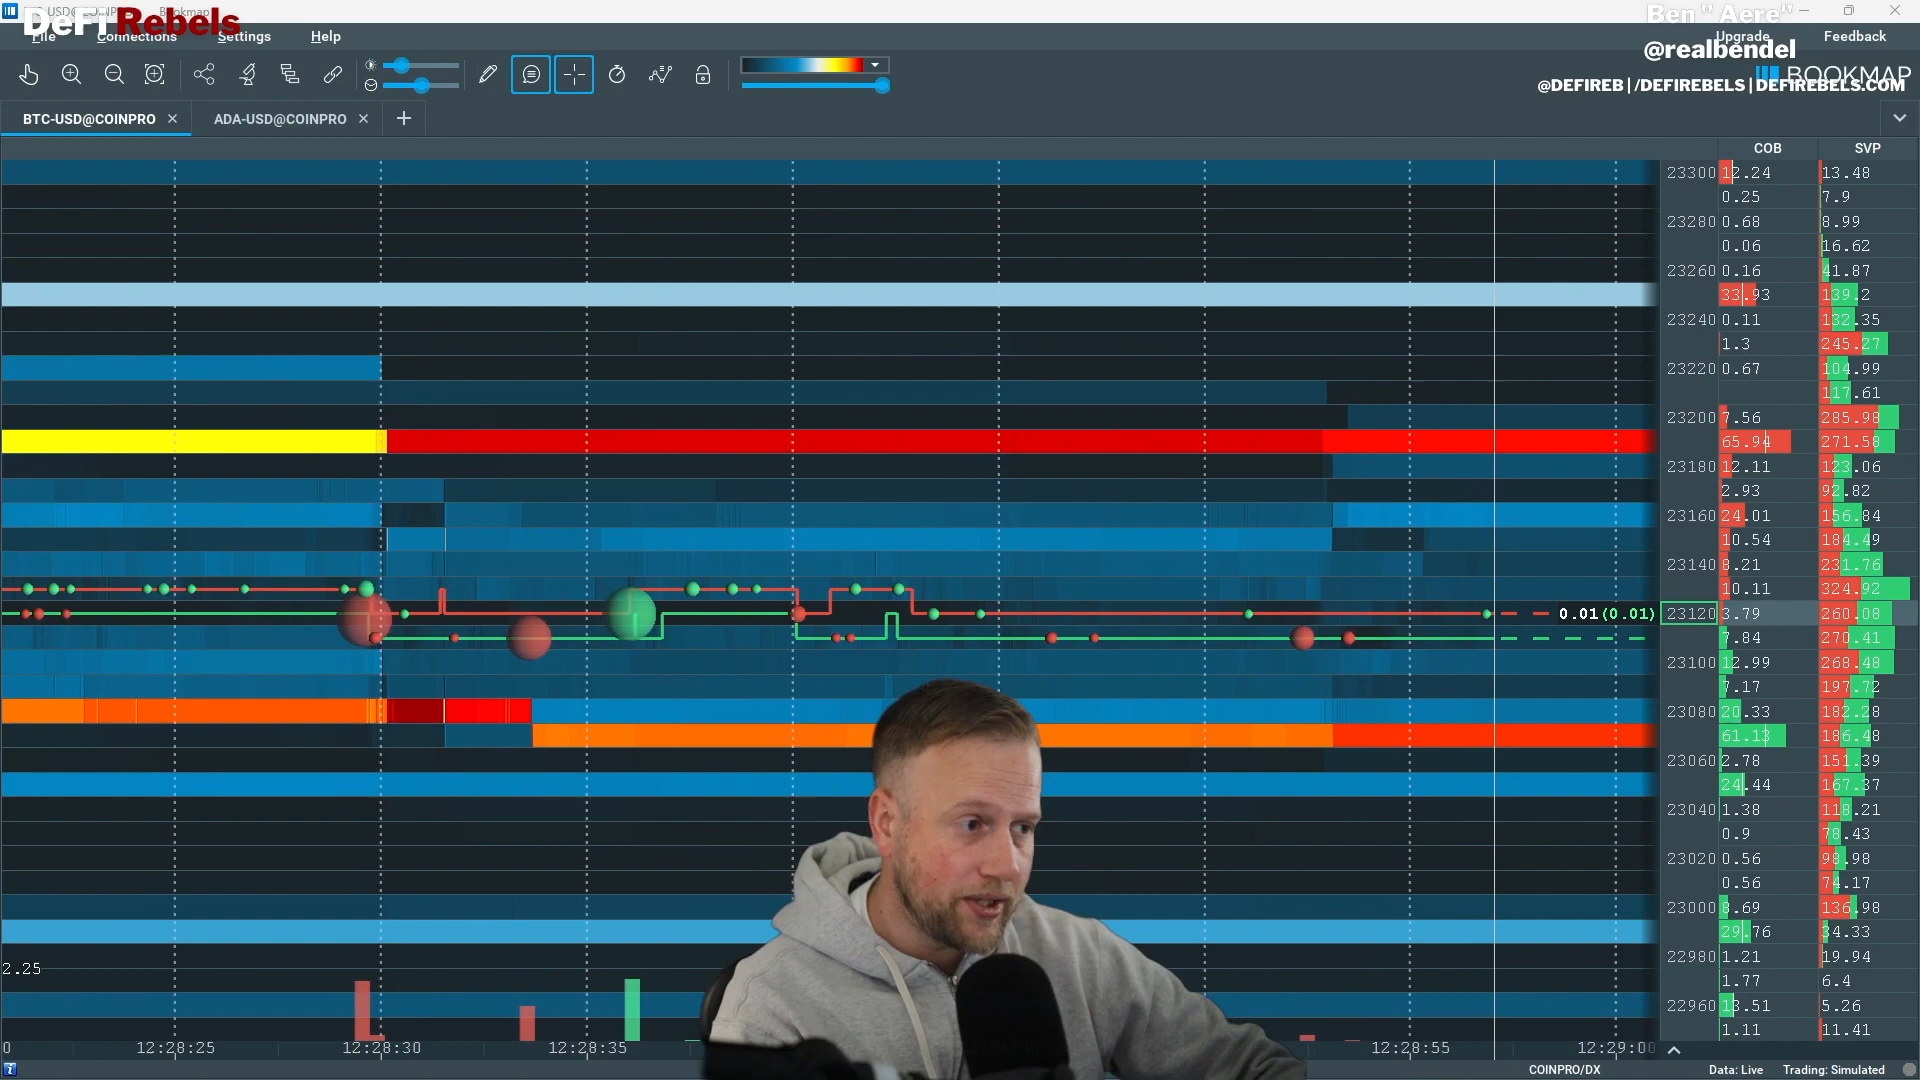 DeFi Rebels
Ben "Aere"
File
Connections
Settings
Help
Upgrade
Feedback
@realbendel
BOOKMAP
@DEFIREB | /DEFIREBELS | DEFIREBELS.COM
BTC-USD@COINPRO
ADA-USD@COINPRO
COB SVP
23300 12.24 13.48
0.25 7.9
23280 0.68 8.99
0.06 16.62
23260 0.16 41.87
33.93 139.2
23240 0.11 132.35
1.3 245.27
23220 0.67 104.99
117.61
23200 7.56 285.98
65.94 271.58
23180 12.11 123.06
2.93 92.82
23160 24.01 156.84
10.54 184.49
23140 8.21 231.76
10.11 324.92
0.01(0.01) 23120 3.79 260.08
7.84 270.41
23100 12.99 268.48
7.17 197.72
23080 20.33 182.28
61.13 186.48
23060 2.78 151.39
24.44 167.37
23040 1.38 118.21
0.9 78.43
23020 0.56 98.98
0.56 74.17
23000 8.69 136.98
29.76 34.33
2.25
22980 1.21 19.94
1.77 6.4
22960 13.51 5.26
1.11 11.41
0 12:28:25 12:28:30 12:28:35 12:28:55 12:29:00
COINPRO/DX
Data: Live
Trading: Simulated